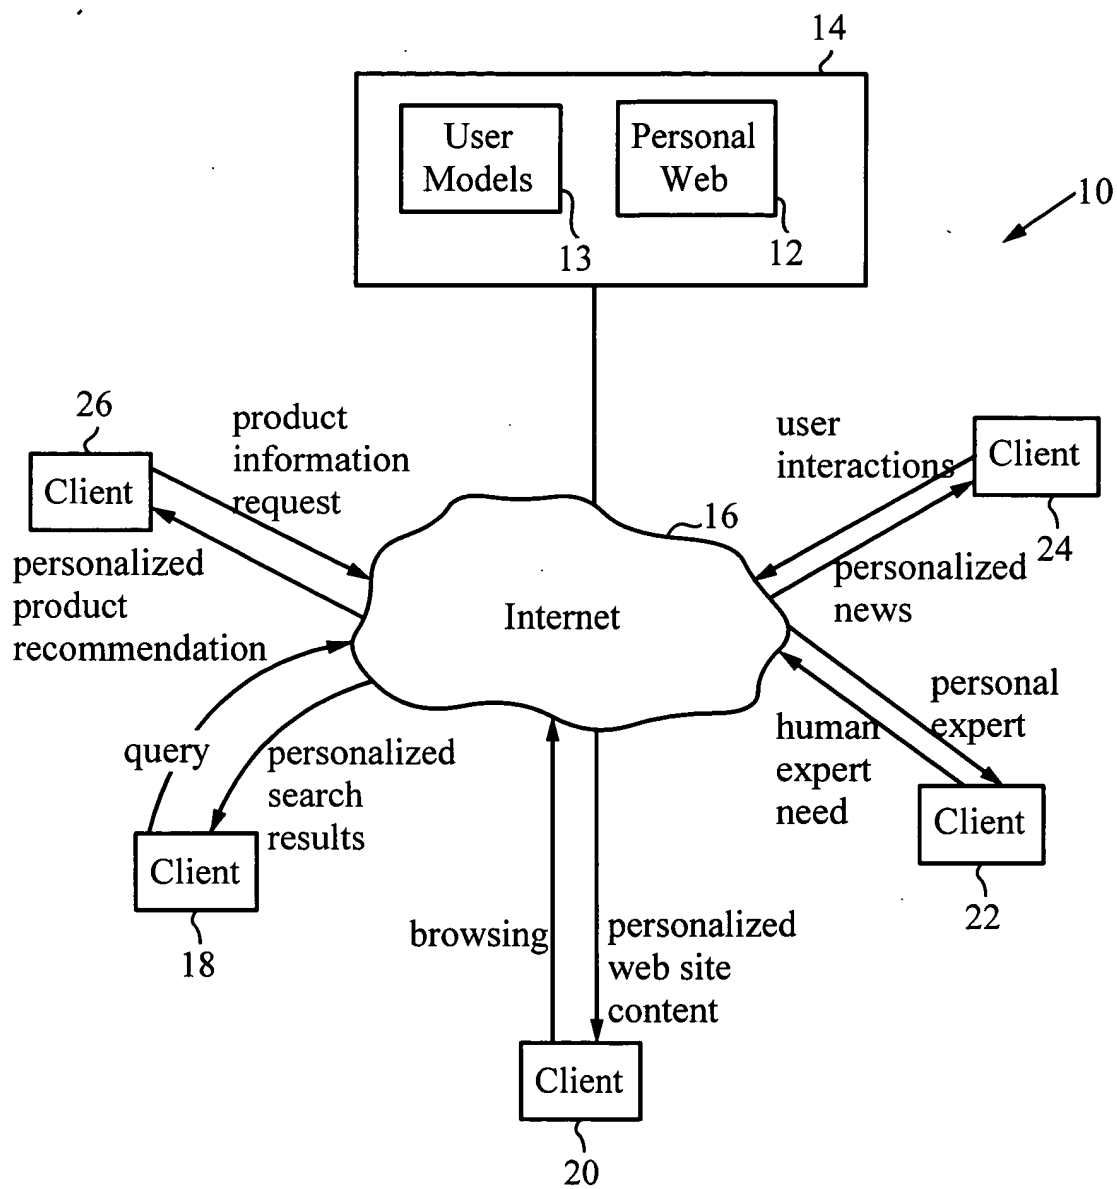 14
User
Models
13
Personal
Web
12
10
26
Client
product
information
request
personalized
product
recommendation
user
interactions
Client
24
personalized
news
16
Internet
query
personalized
search
results
Client
18
personal
expert
human
expert
need
Client
22
browsing
personalized
web site
content
Client
20